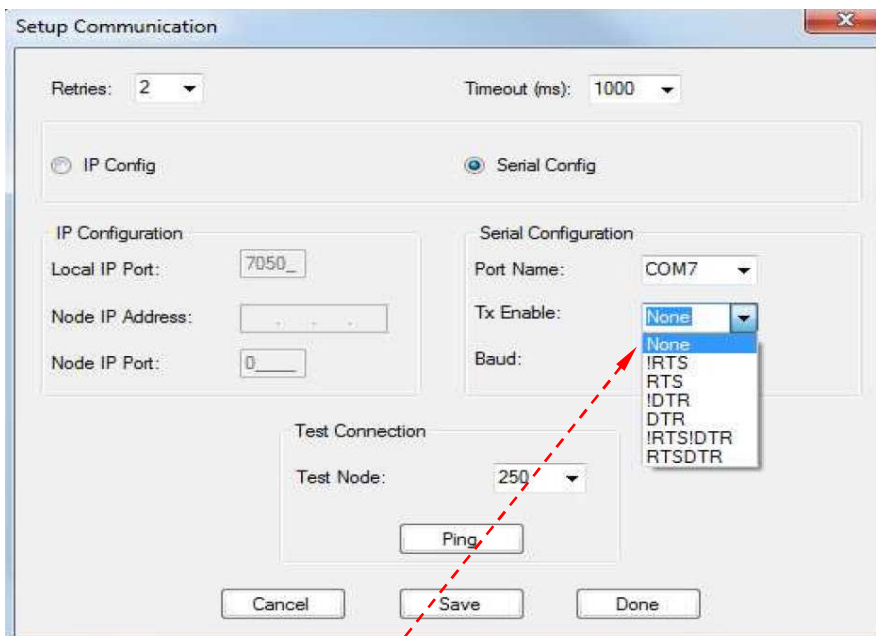 Setup Communication
Retries: 2 Timeout (ms): 1000
IP Config Serial Config
IP Configuration
Local IP Port: 7050_
Node IP Address: . . .
Node IP Port: 0____
Serial Configuration
Port Name: COM7
Tx Enable: None
None
!RTS
RTS
!DTR
DTR
!RTS!DTR
RTSDTR
Baud:
Test Connection
Test Node: 250
Ping
Cancel Save Done